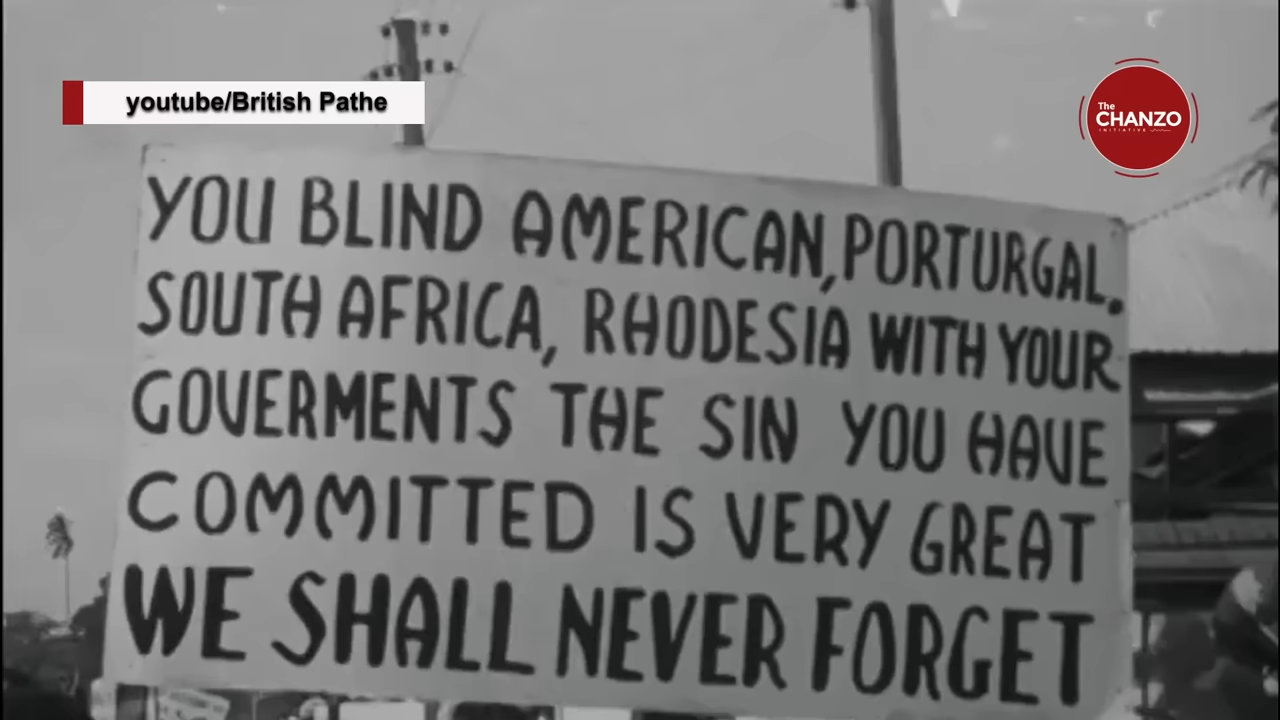 youtube/British Pathe
The
CHANZO
INITIATIVE
YOU BLIND AMERICAN, PORTURGAL.
SOUTH AFRICA, RHODESIA WITH YOUR
GOVERMENTS THE SIN YOU HAVE
COMMITTED IS VERY GREAT
WE SHALL NEVER FORGET